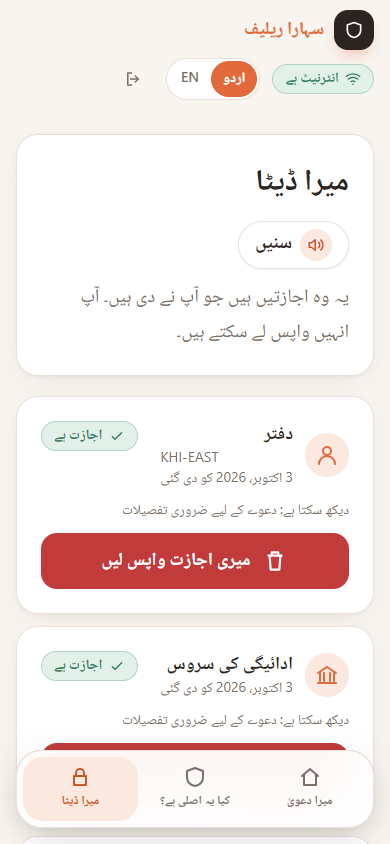 سہارا ریلیف
انٹرنیٹ ہے
اردو
EN
میرا ڈیٹا
سنیں
یہ وہ اجازتیں ہیں جو آپ نے دی ہیں۔ آپ
انہیں واپس لے سکتے ہیں۔
دفتر
اجازت ہے
KHI-EAST
3 اکتوبر، 2026 کو دی گئی
دیکھ سکتا ہے: دعوے کے لیے ضروری تفصیلات
میری اجازت واپس لیں
ادائیگی کی سروس
اجازت ہے
3 اکتوبر، 2026 کو دی گئی
دیکھ سکتا ہے: دعوے کے لیے ضروری تفصیلات
میرا دعویٰ
کیا یہ اصلی ہے؟
میرا ڈیٹا